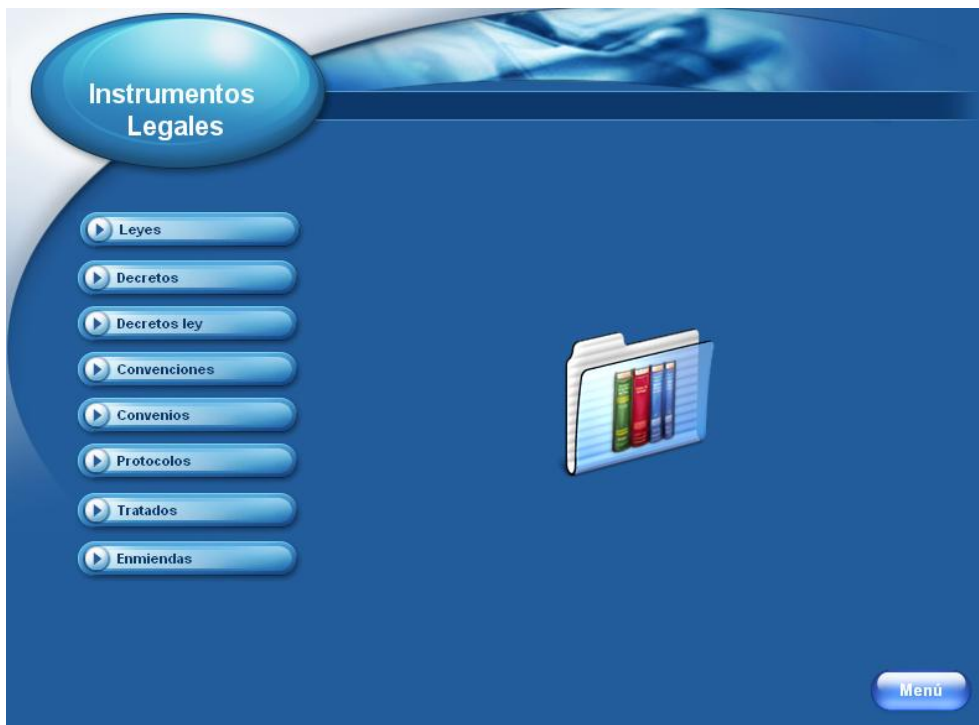 Instrumentos
Legales
Leyes
Decretos
Decretos ley
Convenciones
Convenios
Protocolos
Tratados
Enmiendas
Menú